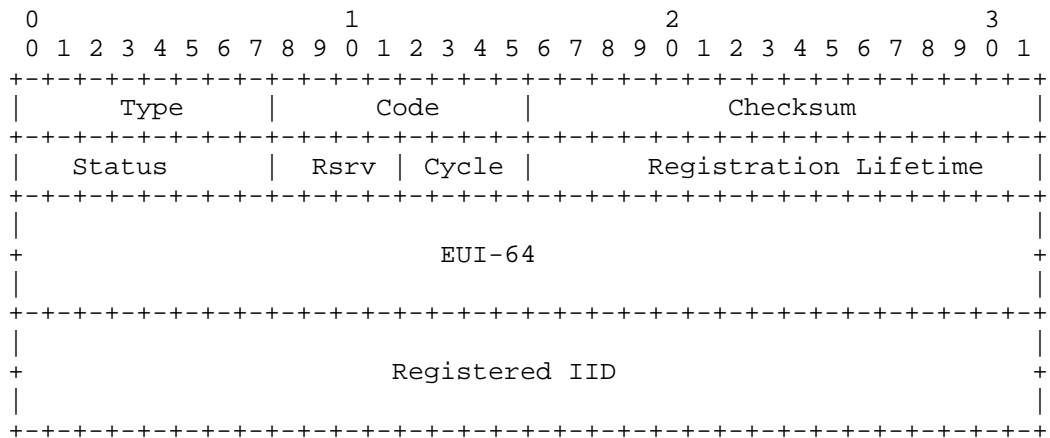 0                   1                   2                   3
 0 1 2 3 4 5 6 7 8 9 0 1 2 3 4 5 6 7 8 9 0 1 2 3 4 5 6 7 8 9 0 1
+-+-+-+-+-+-+-+-+-+-+-+-+-+-+-+-+-+-+-+-+-+-+-+-+-+-+-+-+-+-+-+-+
|      Type     |      Code     |            Checksum           |
+-+-+-+-+-+-+-+-+-+-+-+-+-+-+-+-+-+-+-+-+-+-+-+-+-+-+-+-+-+-+-+-+
|   Status      |  Rsrv | Cycle |       Registration Lifetime   |
+-+-+-+-+-+-+-+-+-+-+-+-+-+-+-+-+-+-+-+-+-+-+-+-+-+-+-+-+-+-+-+-+
|                                                               |
+                          EUI-64                               +
|                                                               |
+-+-+-+-+-+-+-+-+-+-+-+-+-+-+-+-+-+-+-+-+-+-+-+-+-+-+-+-+-+-+-+-+
|                                                               |
+                       Registered IID                          +
|                                                               |
+-+-+-+-+-+-+-+-+-+-+-+-+-+-+-+-+-+-+-+-+-+-+-+-+-+-+-+-+-+-+-+-+